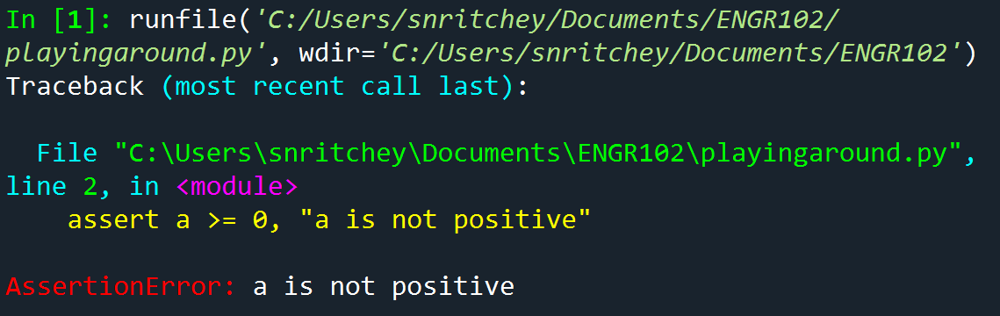 In [1]: runfile('C:/Users/snritchey/Documents/ENGR102/
playingaround.py', wdir='C:/Users/snritchey/Documents/ENGR102')
Traceback (most recent call last):

  File "C:\Users\snritchey\Documents\ENGR102\playingaround.py",
line 2, in <module>
    assert a >= 0, "a is not positive"

AssertionError: a is not positive